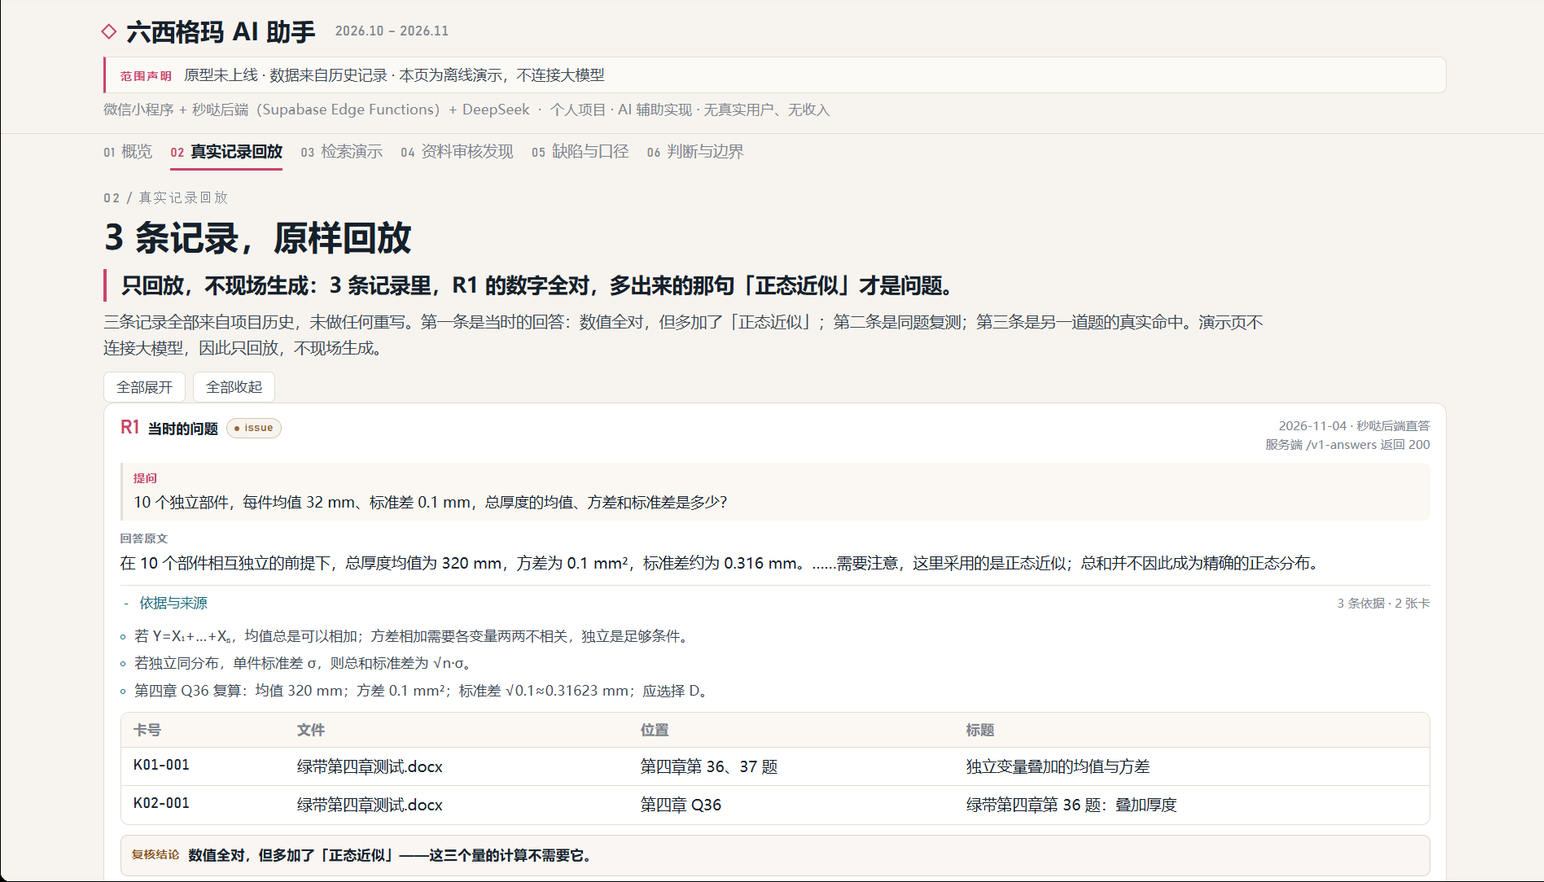 六西格玛 AI 助手 2026.10 – 2026.11
范围声明 原型未上线 · 数据来自历史记录 · 本页为离线演示，不连接大模型
微信小程序 + 秒哒后端（Supabase Edge Functions）+ DeepSeek · 个人项目 · AI 辅助实现 · 无真实用户、无收入
01 概览 02 真实记录回放 03 检索演示 04 资料审核发现 05 缺陷与口径 06 判断与边界
02 / 真实记录回放
3 条记录，原样回放
只回放，不现场生成：3 条记录里，R1 的数字全对，多出来的那句「正态近似」才是问题。
三条记录全部来自项目历史，未做任何重写。第一条是当时的回答：数值全对，但多加了「正态近似」；第二条是同题复测；第三条是另一道题的真实命中。演示页不
连接大模型，因此只回放，不现场生成。
全部展开 全部收起
R1 当时的问题 issue 2026-11-04 · 秒哒后端直答
服务端 /v1-answers 返回 200
提问
10 个独立部件，每件均值 32 mm、标准差 0.1 mm，总厚度的均值、方差和标准差是多少？
回答原文
在 10 个部件相互独立的前提下，总厚度均值为 320 mm，方差为 0.1 mm²，标准差约为 0.316 mm。……需要注意，这里采用的是正态近似；总和并不因此成为精确的正态分布。
- 依据与来源 3 条依据 · 2 张卡
若 Y=X₁+…+Xₙ，均值总是可以相加；方差相加需要各变量两两不相关，独立是足够条件。
若独立同分布，单件标准差 σ，则总和标准差为 √n·σ。
第四章 Q36 复算：均值 320 mm；方差 0.1 mm²；标准差 √0.1≈0.31623 mm；应选择 D。
卡号 文件 位置 标题
K01-001 绿带第四章测试.docx 第四章第 36、37 题 独立变量叠加的均值与方差
K02-001 绿带第四章测试.docx 第四章 Q36 绿带第四章第 36 题：叠加厚度
复核结论 数值全对，但多加了「正态近似」——这三个量的计算不需要它。